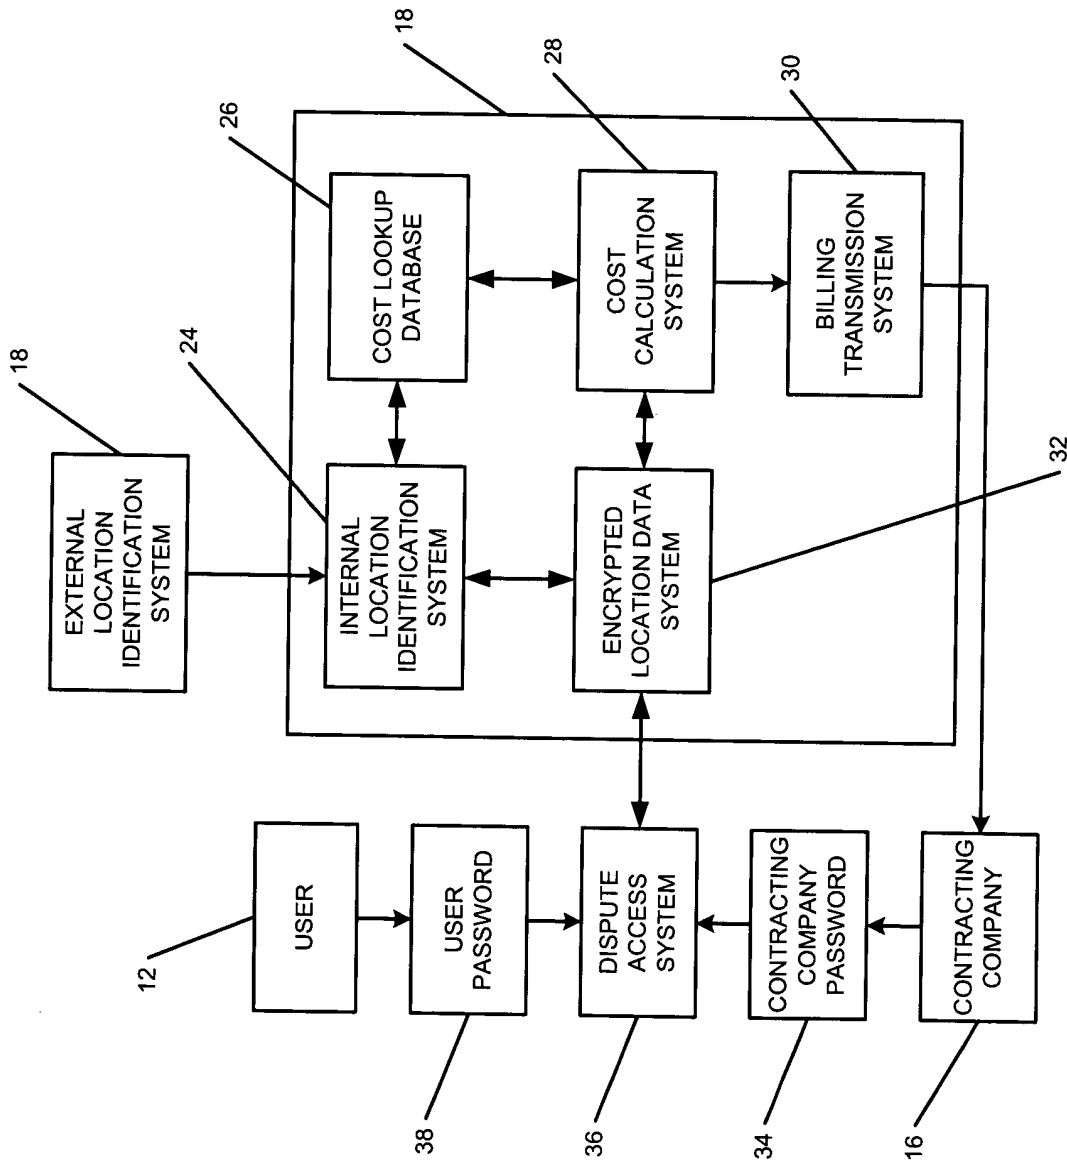 18
EXTERNAL
LOCATION
IDENTIFICATION
SYSTEM
24
INTERNAL
LOCATION
IDENTIFICATION
SYSTEM
26
COST LOOKUP
DATABASE
18
28
COST
CALCULATION
SYSTEM
30
BILLING
TRANSMISSION
SYSTEM
32
ENCRYPTED
LOCATION DATA
SYSTEM
12
USER
38
USER
PASSWORD
36
DISPUTE
ACCESS
SYSTEM
34
CONTRACTING
COMPANY
PASSWORD
16
CONTRACTING
COMPANY